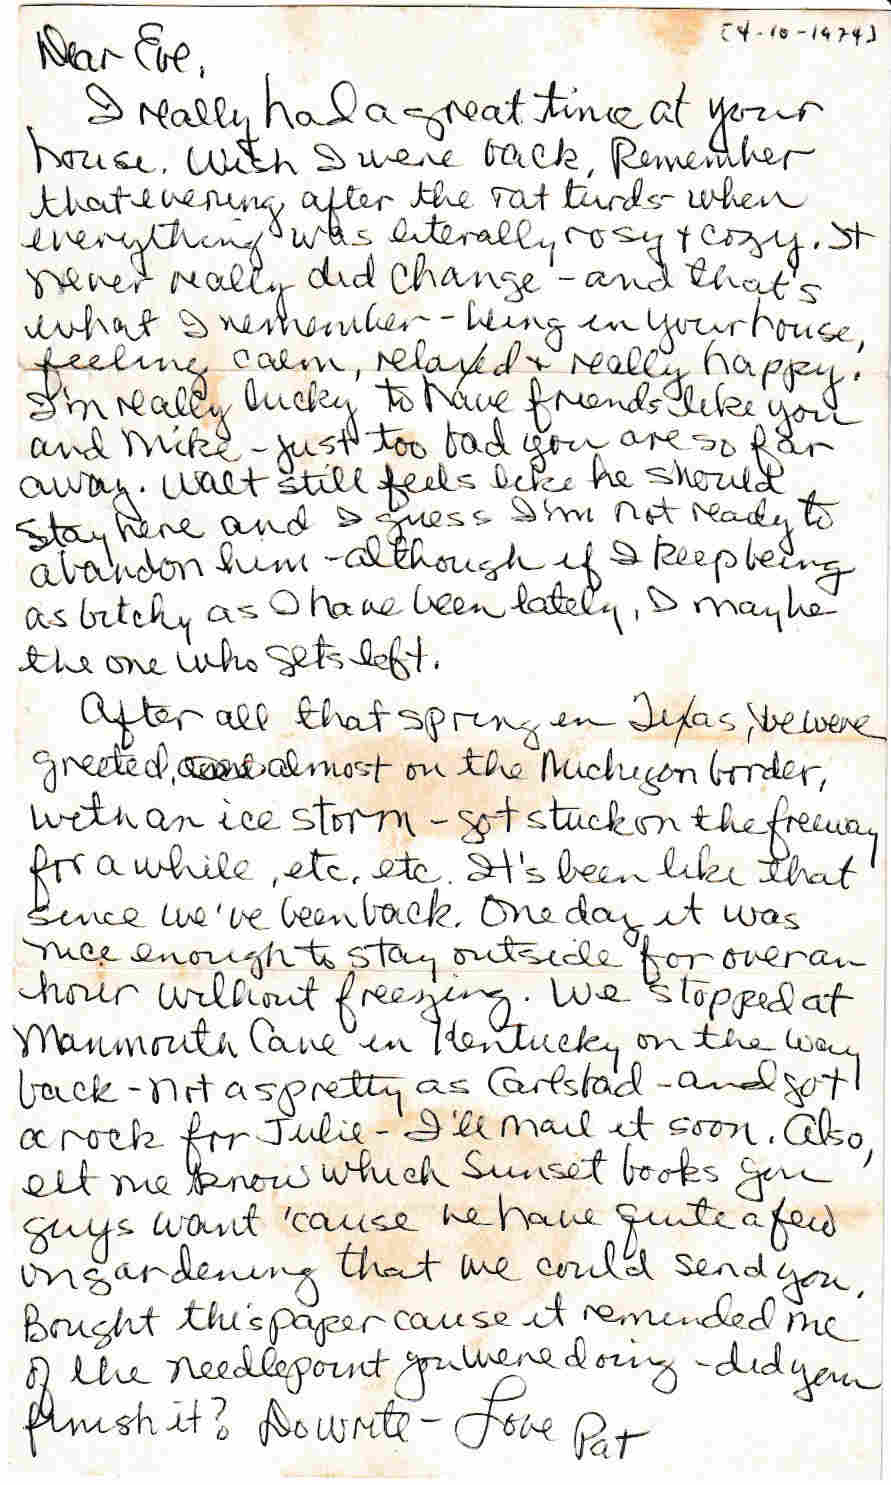 [4-10-1974]
Dear Eve,
I really had a great time at your
house. Wish I were back. Remember
that evening after the rat turds when
everything was literally rosy + cozy. It
never really did change - and that's
what I remember - being in your house,
feeling calm, relaxed + really happy.
I'm really lucky to have friends like you
and Mike - just too bad you are so far
away. Walt still feels like he should
stay here and I guess I'm not ready to
abandon him - although if I keep being
as bitchy as I have been lately, I may be
the one who gets left.
After all that spring in Texas, we were
greeted, almost on the Michigan border,
with an ice storm - got stuck on the freeway
for a while, etc. etc. It's been like that
since we've been back. One day it was
nice enough to stay outside for over an
hour without freezing. We stopped at
Manmouth Cave in Kentucky on the way
back - not as pretty as Carlsbad - and got
a rock for Julie - I'll mail it soon. Also,
elt me know which Sunset books you
guys want 'cause we have quite a few
on gardening that we could send you.
Bought this paper cause it reminded me
of the needlepoint you were doing - did you
finish it? Do write - Love Pat